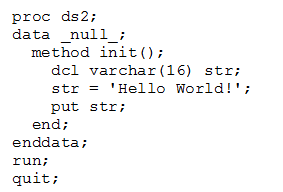 proc ds2;
data _null_;
  method init();
    dcl varchar(16) str;
    str = 'Hello World!';
    put str;
  end;
enddata;
run;
quit;